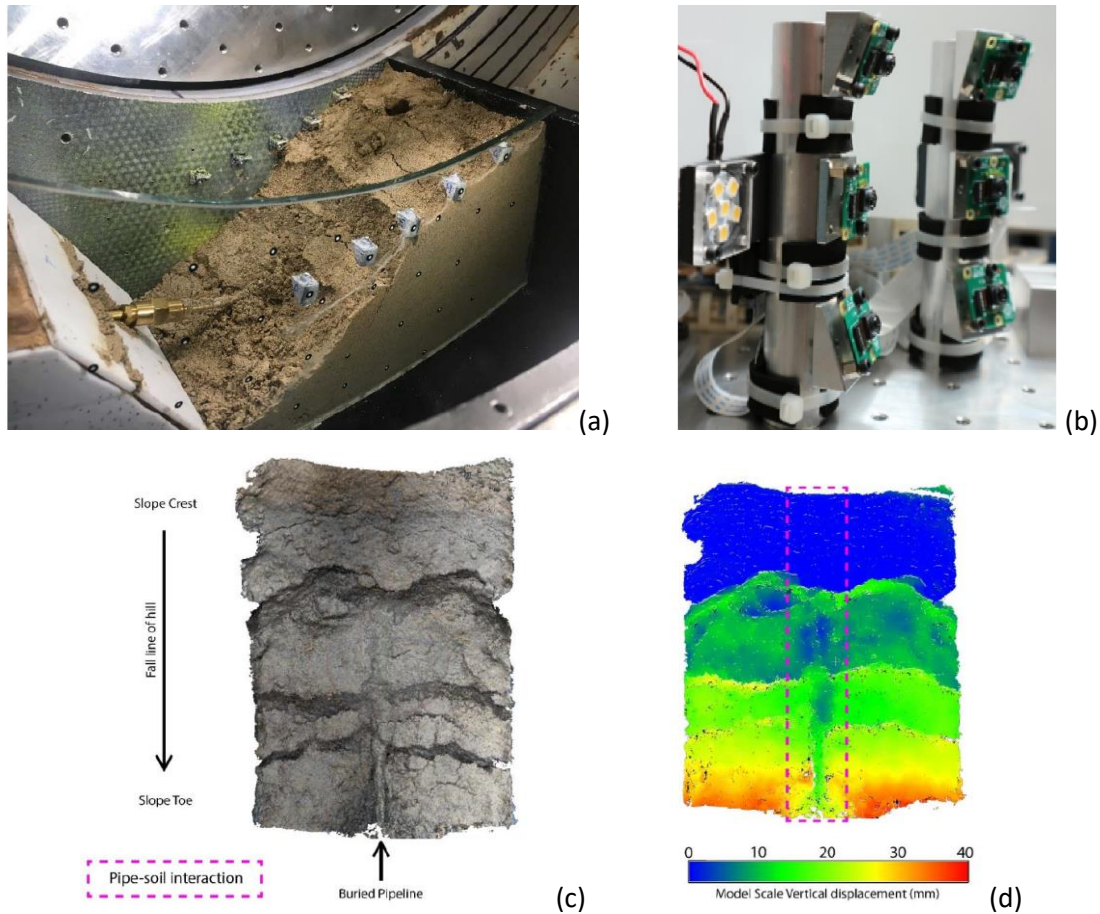 (a)
(b)
Slope Crest
Fall line of hill
Slope Toe
Pipe-soil interaction
Buried Pipeline
(c)
0 10 20 30 40
Model Scale Vertical displacement (mm)
(d)